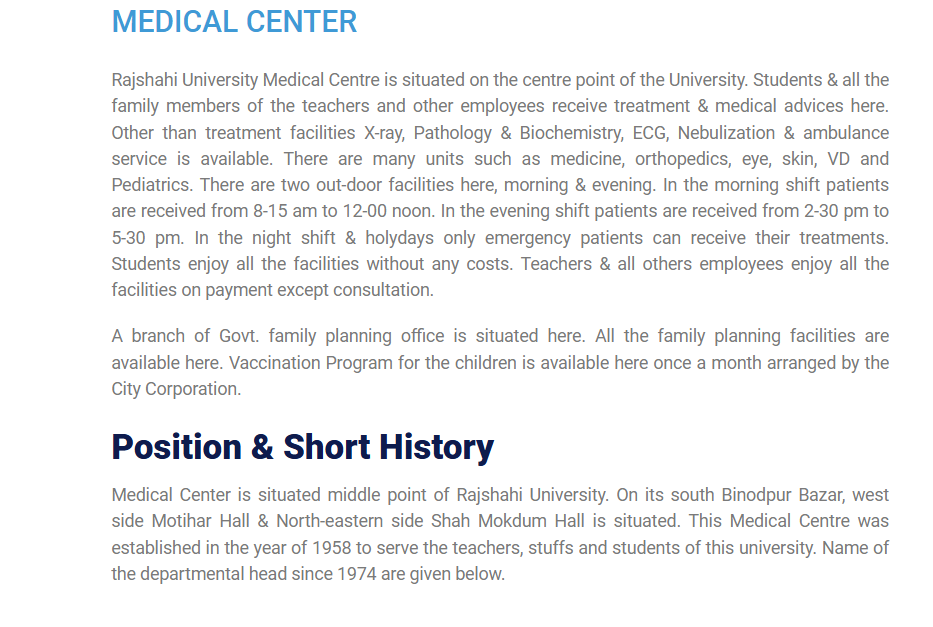 MEDICAL CENTER
Rajshahi University Medical Centre is situated on the centre point of the University. Students & all the
family members of the teachers and other employees receive treatment & medical advices here.
Other than treatment facilities X-ray, Pathology & Biochemistry, ECG, Nebulization & ambulance
service is available. There are many units such as medicine, orthopedics, eye, skin, VD and
Pediatrics. There are two out-door facilities here, morning & evening. In the morning shift patients
are received from 8-15 am to 12-00 noon. In the evening shift patients are received from 2-30 pm to
5-30 pm. In the night shift & holydays only emergency patients can receive their treatments.
Students enjoy all the facilities without any costs. Teachers & all others employees enjoy all the
facilities on payment except consultation.
A branch of Govt. family planning office is situated here. All the family planning facilities are
available here. Vaccination Program for the children is available here once a month arranged by the
City Corporation.
Position & Short History
Medical Center is situated middle point of Rajshahi University. On its south Binodpur Bazar, west
side Motihar Hall & North-eastern side Shah Mokdum Hall is situated. This Medical Centre was
established in the year of 1958 to serve the teachers, stuffs and students of this university. Name of
the departmental head since 1974 are given below.